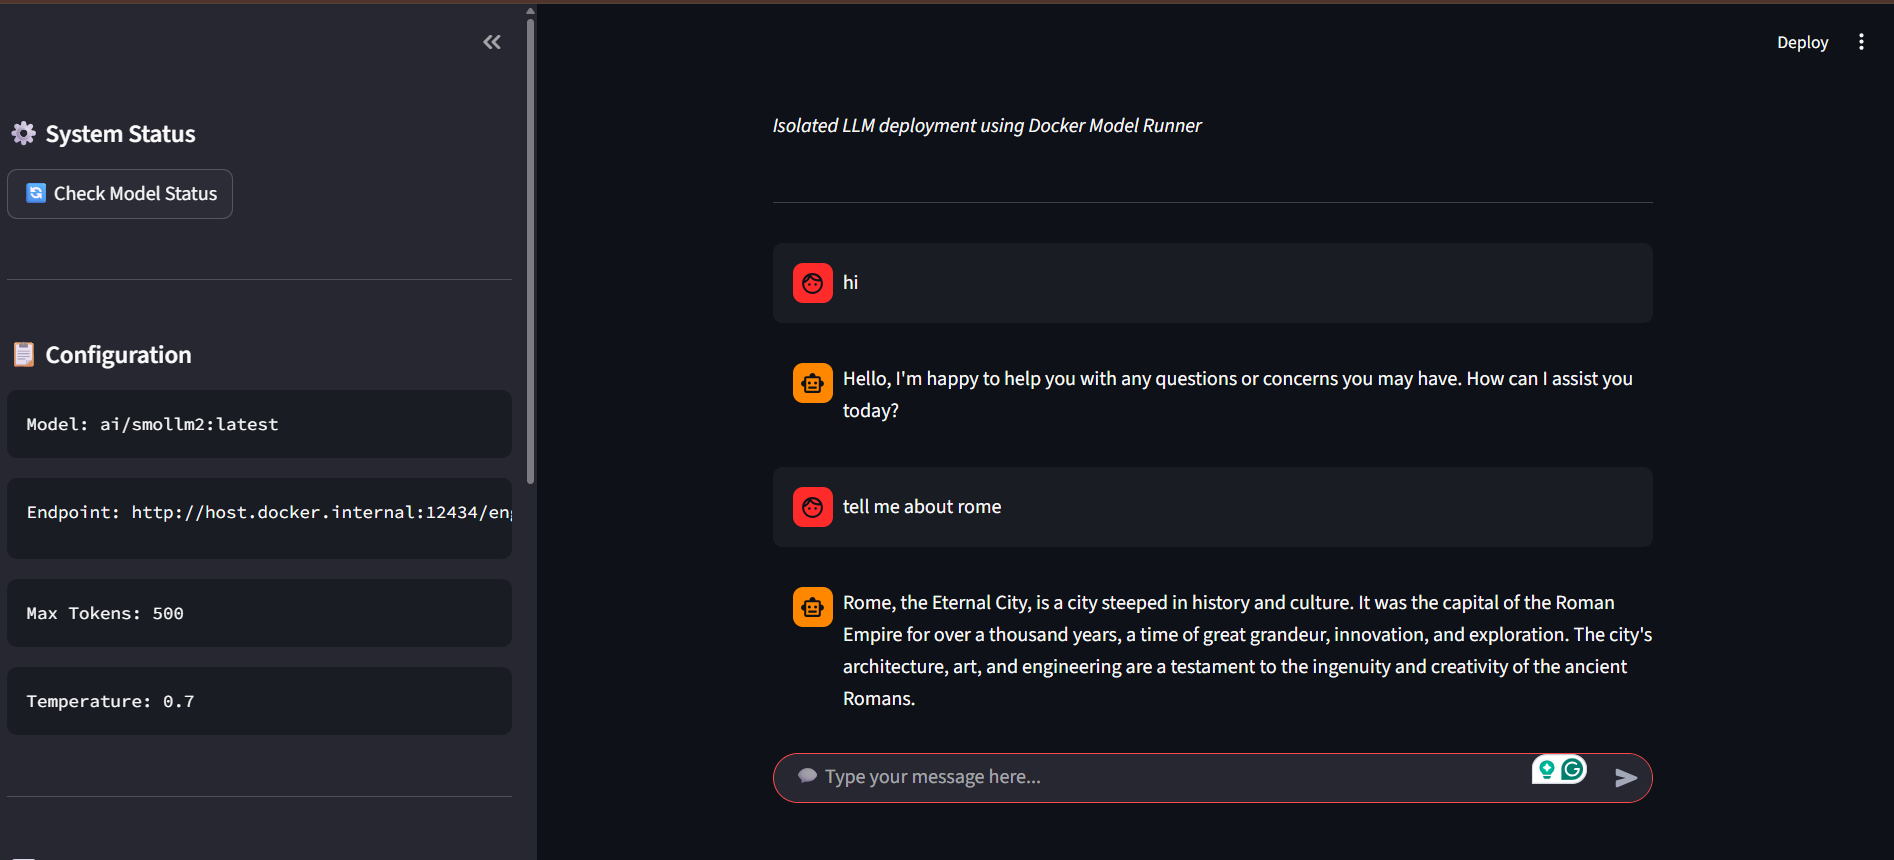 System Status
Check Model Status
Configuration
Model: ai/smollm2:latest
Endpoint: http://host.docker.internal:12434/en
Max Tokens: 500
Temperature: 0.7
Deploy
Isolated LLM deployment using Docker Model Runner
hi
Hello, I'm happy to help you with any questions or concerns you may have. How can I assist you
today?
tell me about rome
Rome, the Eternal City, is a city steeped in history and culture. It was the capital of the Roman
Empire for over a thousand years, a time of great grandeur, innovation, and exploration. The city's
architecture, art, and engineering are a testament to the ingenuity and creativity of the ancient
Romans.
Type your message here...